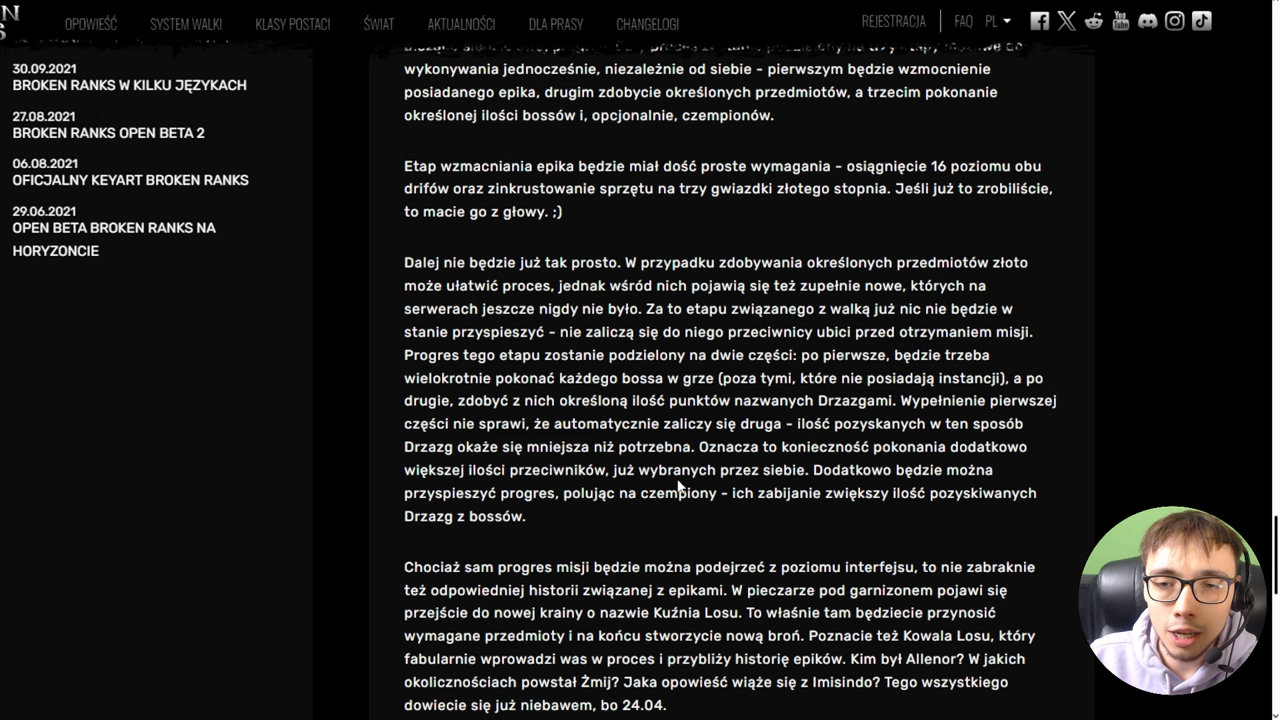 OPOWIEŚĆ SYSTEM WALKI KLASY POSTACI ŚWIAT AKTUALNOŚCI DLA PRASY CHANGELOGI REJESTRACJA FAQ PL
30.09.2021
BROKEN RANKS W KILKU JĘZYKACH
27.08.2021
BROKEN RANKS OPEN BETA 2
06.08.2021
OFICJALNY KEYART BROKEN RANKS
29.06.2021
OPEN BETA BROKEN RANKS NA
HORYZONCIE
wykonywania jednocześnie, niezależnie od siebie - pierwszym będzie wzmocnienie
posiadanego epika, drugim zdobycie określonych przedmiotów, a trzecim pokonanie
określonej ilości bossów i, opcjonalnie, czempionów.
Etap wzmacniania epika będzie miał dość proste wymagania - osiągnięcie 16 poziomu obu
drifów oraz zinkrustowanie sprzętu na trzy gwiazdki złotego stopnia. Jeśli już to zrobiliście,
to macie go z głowy. ;)
Dalej nie będzie już tak prosto. W przypadku zdobywania określonych przedmiotów złoto
może ułatwić proces, jednak wśród nich pojawią się też zupełnie nowe, których na
serwerach jeszcze nigdy nie było. Za to etapu związanego z walką już nic nie będzie w
stanie przyspieszyć - nie zaliczą się do niego przeciwnicy ubici przed otrzymaniem misji.
Progres tego etapu zostanie podzielony na dwie części: po pierwsze, będzie trzeba
wielokrotnie pokonać każdego bossa w grze (poza tymi, które nie posiadają instancji), a po
drugie, zdobyć z nich określoną ilość punktów nazwanych Drzazgami. Wypełnienie pierwszej
części nie sprawi, że automatycznie zaliczy się druga - ilość pozyskanych w ten sposób
Drzazg okaże się mniejsza niż potrzebna. Oznacza to konieczność pokonania dodatkowo
większej ilości przeciwników, już wybranych przez siebie. Dodatkowo będzie można
przyspieszyć progres, polując na czempiony - ich zabijanie zwiększy ilość pozyskiwanych
Drzazg z bossów.
Chociaż sam progres misji będzie można podejrzeć z poziomu interfejsu, to nie zabraknie
też odpowiedniej historii związanej z epikami. W pieczarze pod garnizonem pojawi się
przejście do nowej krainy o nazwie Kuźnia Losu. To właśnie tam będziecie przynosić
wymagane przedmioty i na końcu stworzycie nową broń. Poznacie też Kowala Losu, który
fabularnie wprowadzi was w proces i przybliży historię epików. Kim był Allenor? W jakich
okolicznościach powstał Żmij? Jaka opowieść wiąże się z Imisindo? Tego wszystkiego
dowiecie się już niebawem, bo 24.04.